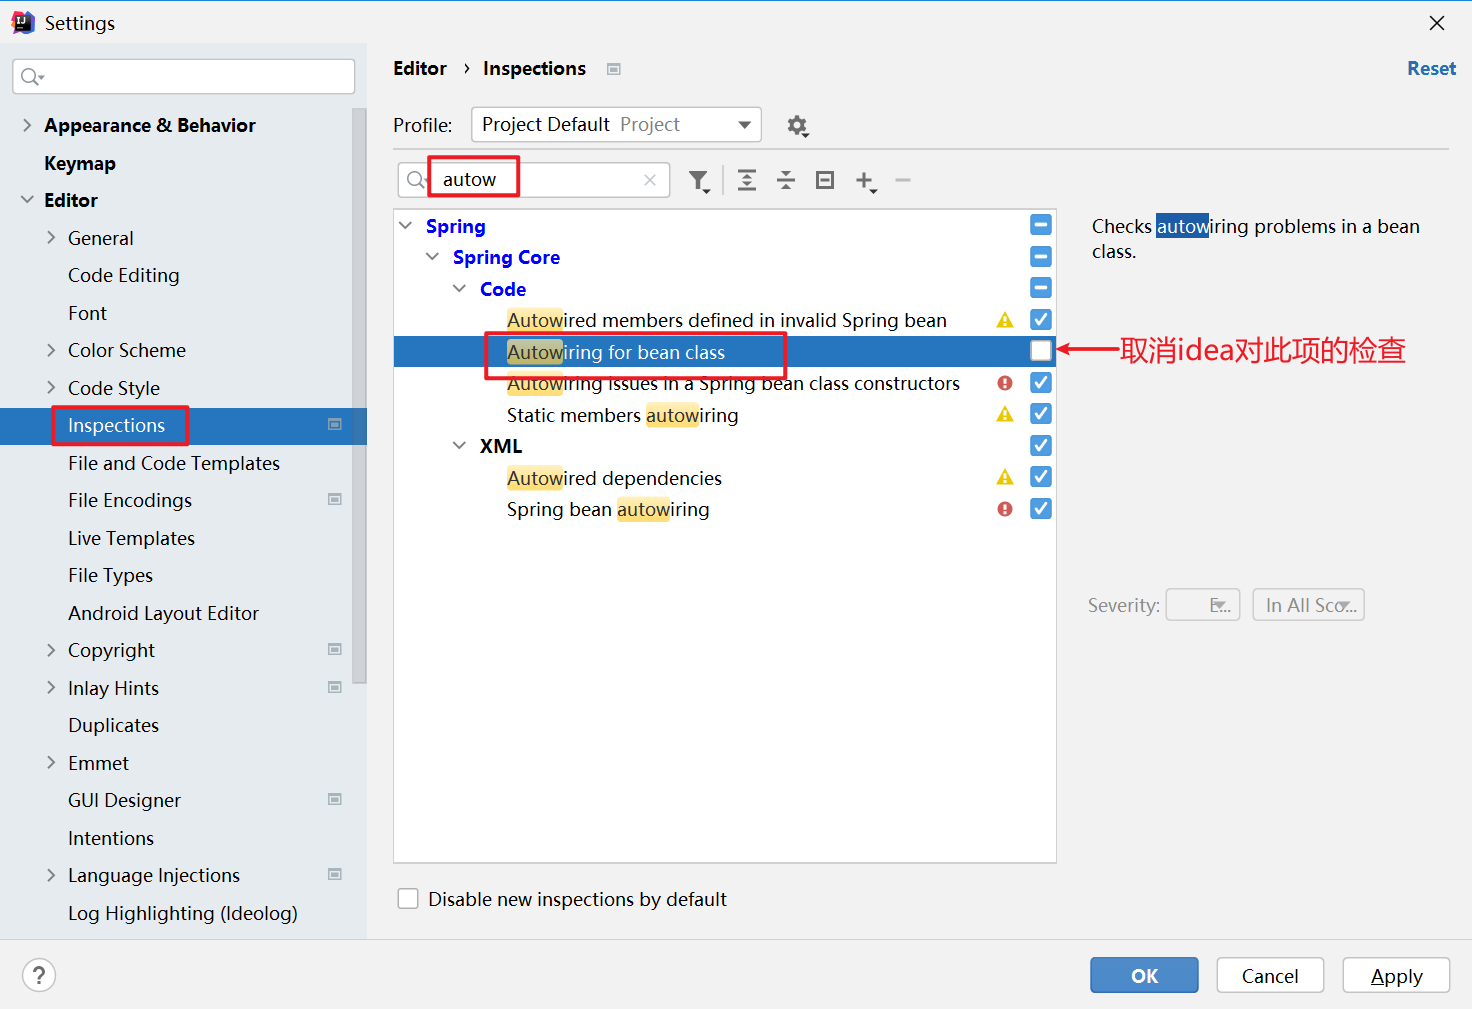 Settings
Appearance & Behavior
Keymap
Editor
General
Code Editing
Font
Color Scheme
Code Style
Inspections
File and Code Templates
File Encodings
Live Templates
File Types
Android Layout Editor
Copyright
Inlay Hints
Duplicates
Emmet
GUI Designer
Intentions
Language Injections
Log Highlighting (Ideolog)
Editor › Inspections
Reset
Profile: Project Default Project
autow
Spring
Spring Core
Code
Autowired members defined in invalid Spring bean
Autowiring for bean class
取消idea对此项的检查
Autowiring issues in a Spring bean class constructors
Static members autowiring
XML
Autowired dependencies
Spring bean autowiring
Checks autowiring problems in a bean
class.
Severity: E... In All Sco...
Disable new inspections by default
?
OK
Cancel
Apply